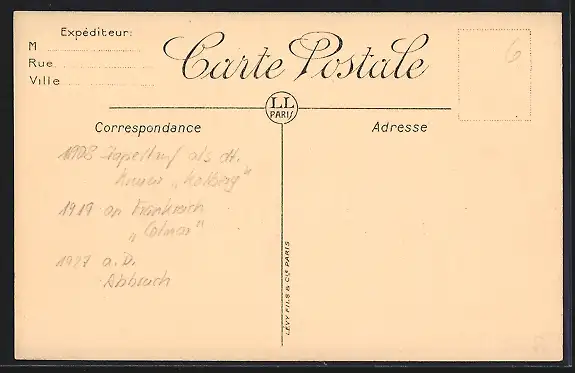 Expéditeur:
M
Rue
Ville
Carte Postale
6
LL
PARIS
Correspondance
Adresse
1908 Stapellauf als dt.
Kreuzer „Kolberg"
1919 an Frankreich
„Colmar"
1927 a.D.
Abbruch
LÉVY FILS & Cie PARIS